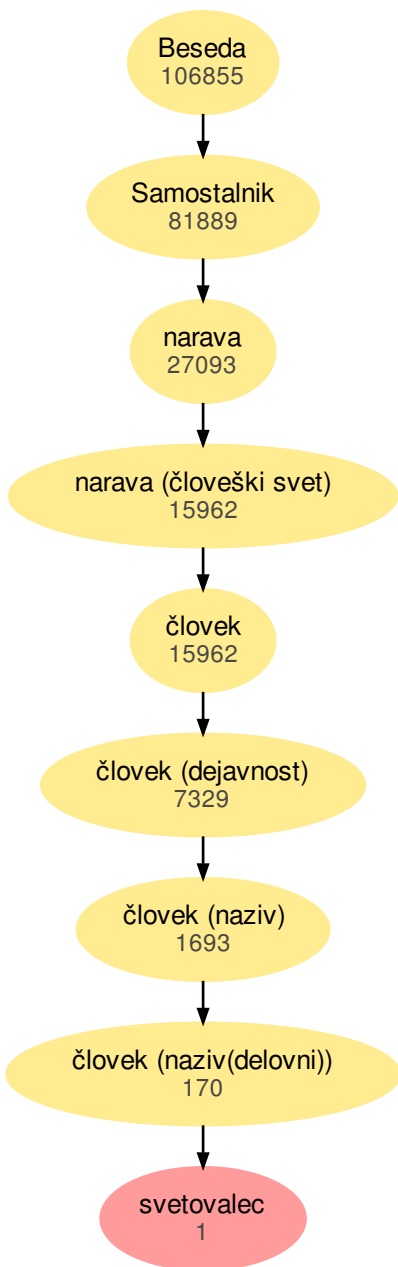 Beseda
106855
Samostalnik
81889
narava
27093
narava (človeški svet)
15962
človek
15962
človek (dejavnost)
7329
človek (naziv)
1693
človek (naziv(delovni))
170
svetovalec
1